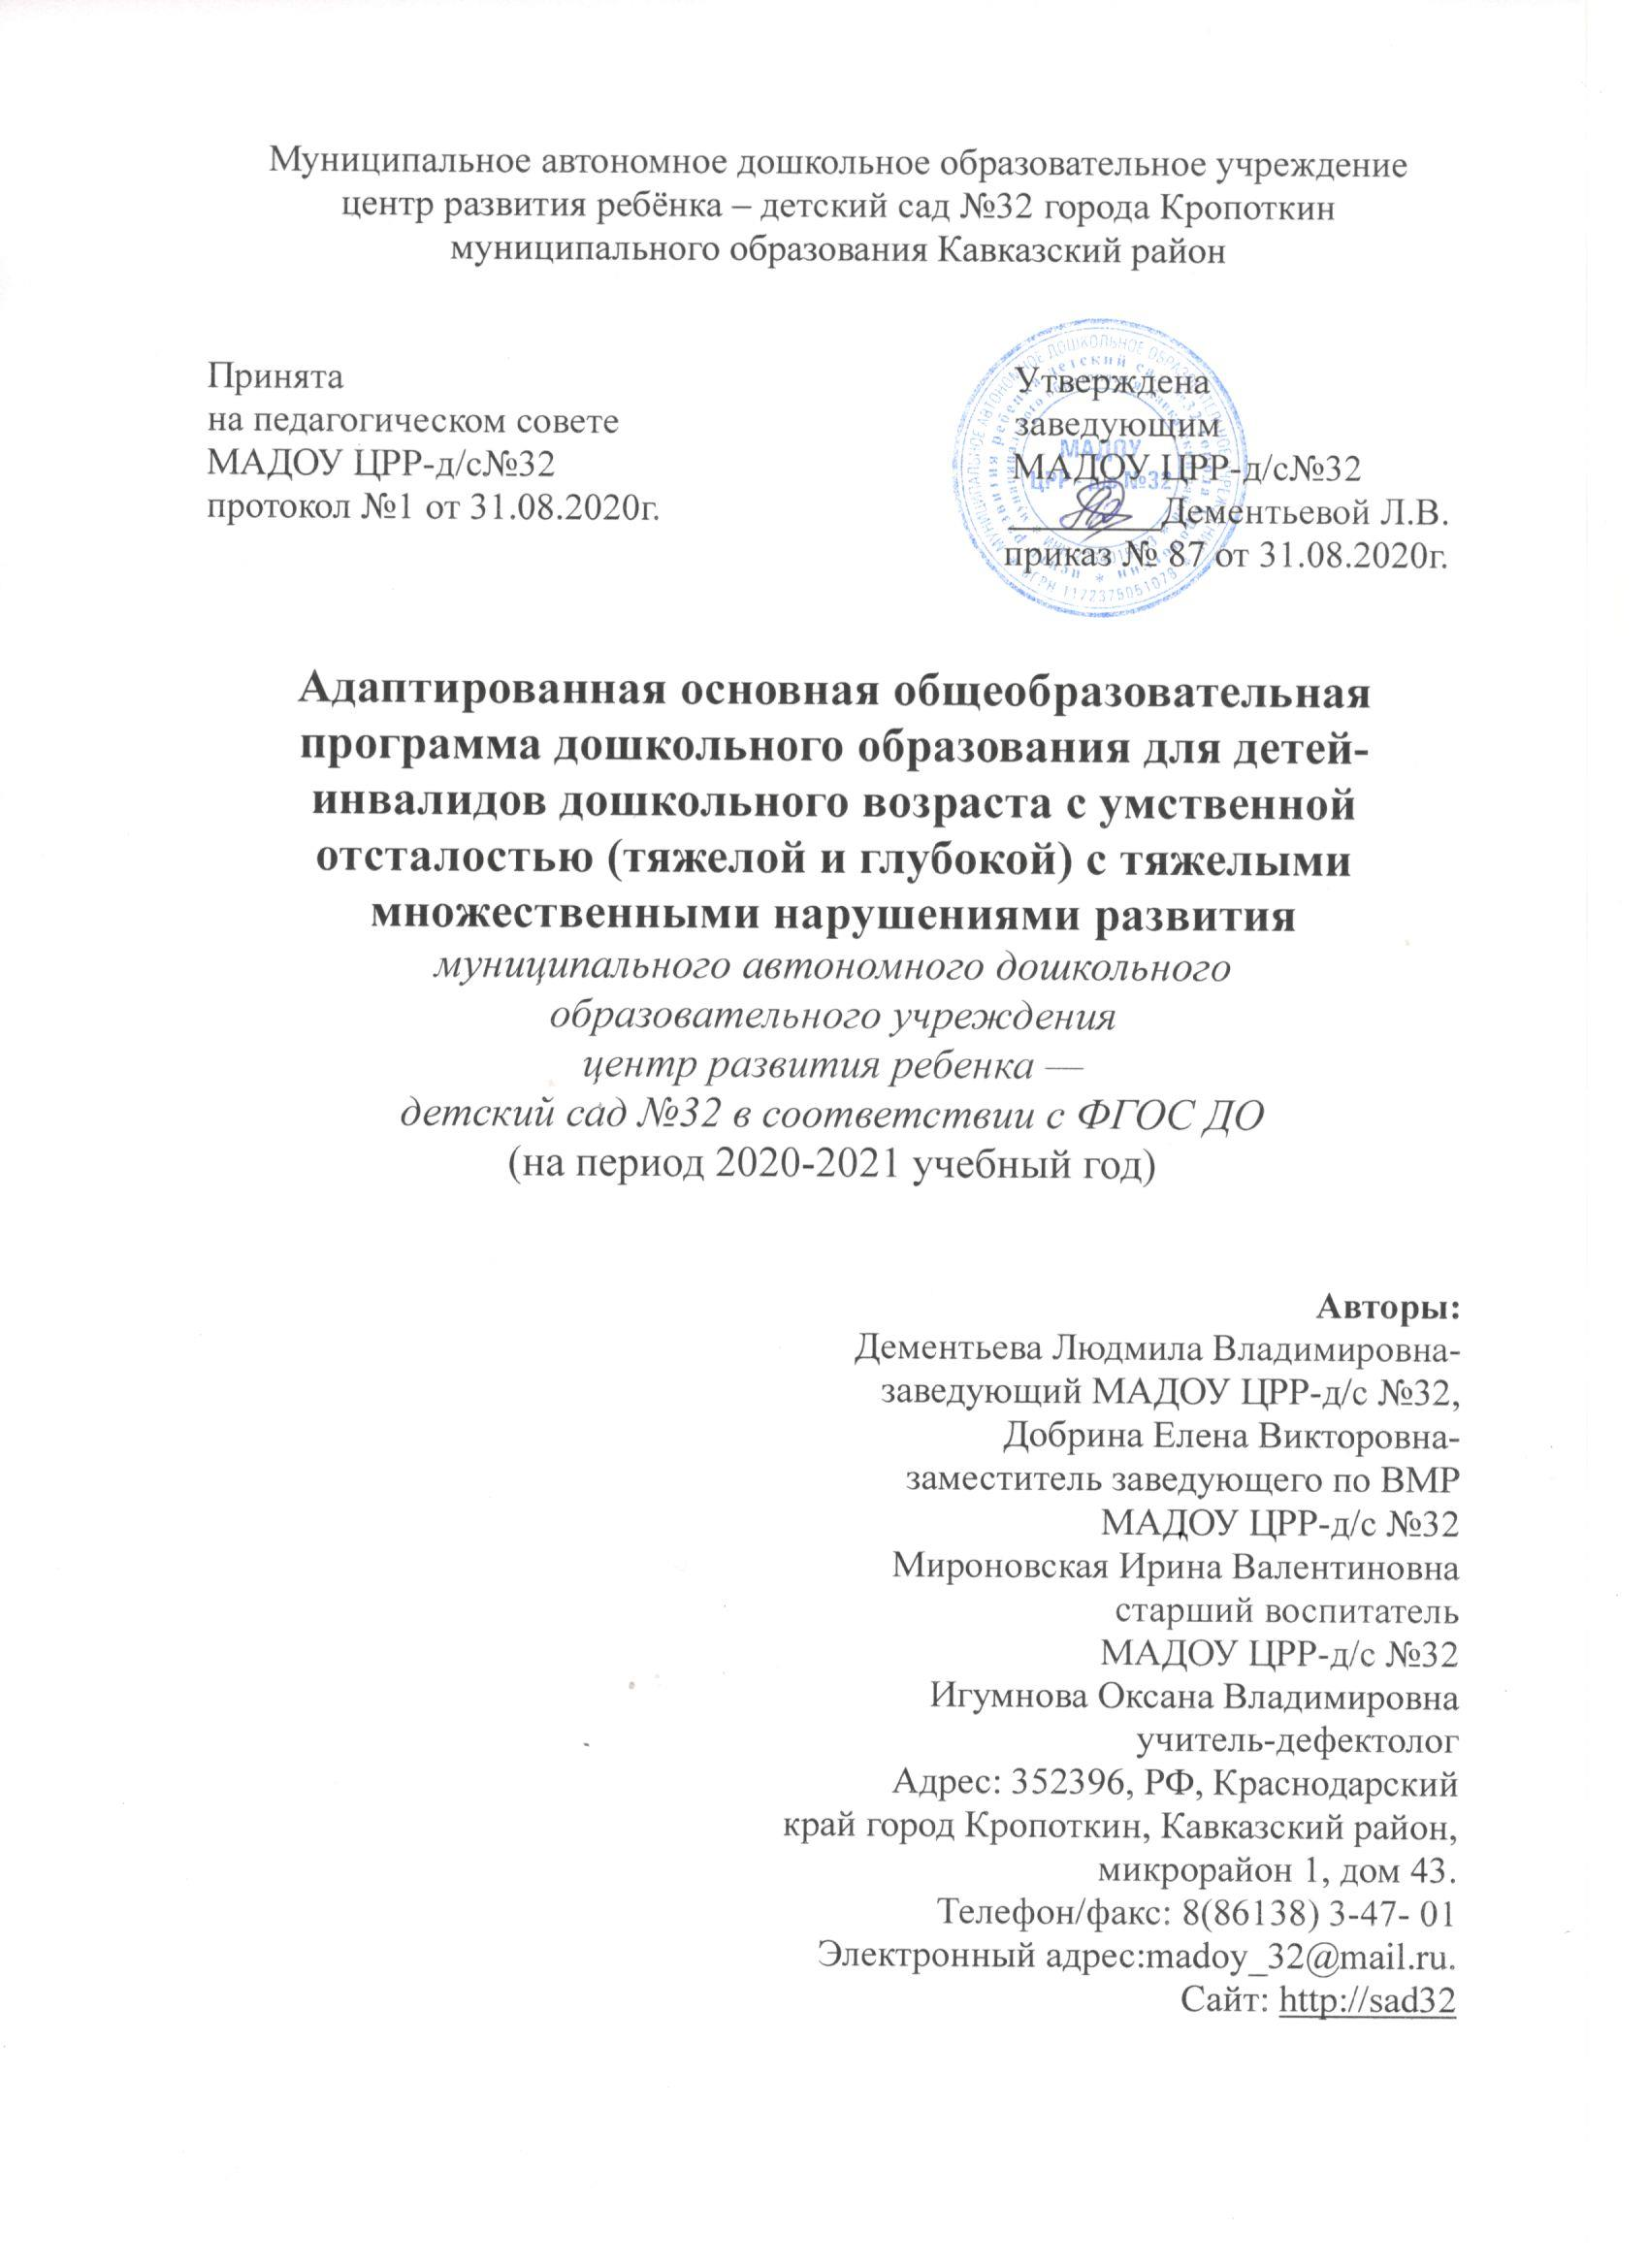 Муниципальное автономное дошкольное образовательное учреждение
центр развития ребёнка – детский сад №32 города Кропоткин
муниципального образования Кавказский район
Принята
на педагогическом совете
МАДОУ ЦРР-д/с№32
протокол №1 от 31.08.2020г.
Утверждена
заведующим
МАДОУ ЦРР-д/с№32
________Дементьевой Л.В.
приказ № 87 от 31.08.2020г.
МАДОУ
ЦРР - д/с №32
Адаптированная основная общеобразовательная
программа дошкольного образования для детей-
инвалидов дошкольного возраста с умственной
отсталостью (тяжелой и глубокой) с тяжелыми
множественными нарушениями развития
муниципального автономного дошкольного
образовательного учреждения
центр развития ребенка —
детский сад №32 в соответствии с ФГОС ДО
(на период 2020-2021 учебный год)
Авторы:
Дементьева Людмила Владимировна-
заведующий МАДОУ ЦРР-д/с №32,
Добрина Елена Викторовна-
заместитель заведующего по ВМР
МАДОУ ЦРР-д/с №32
Мироновская Ирина Валентиновна
старший воспитатель
МАДОУ ЦРР-д/с №32
Игумнова Оксана Владимировна
учитель-дефектолог
Адрес: 352396, РФ, Краснодарский
край город Кропоткин, Кавказский район,
микрорайон 1, дом 43.
Телефон/факс: 8(86138) 3-47- 01
Электронный адрес:madoy_32@mail.ru.
Сайт: http://sad32